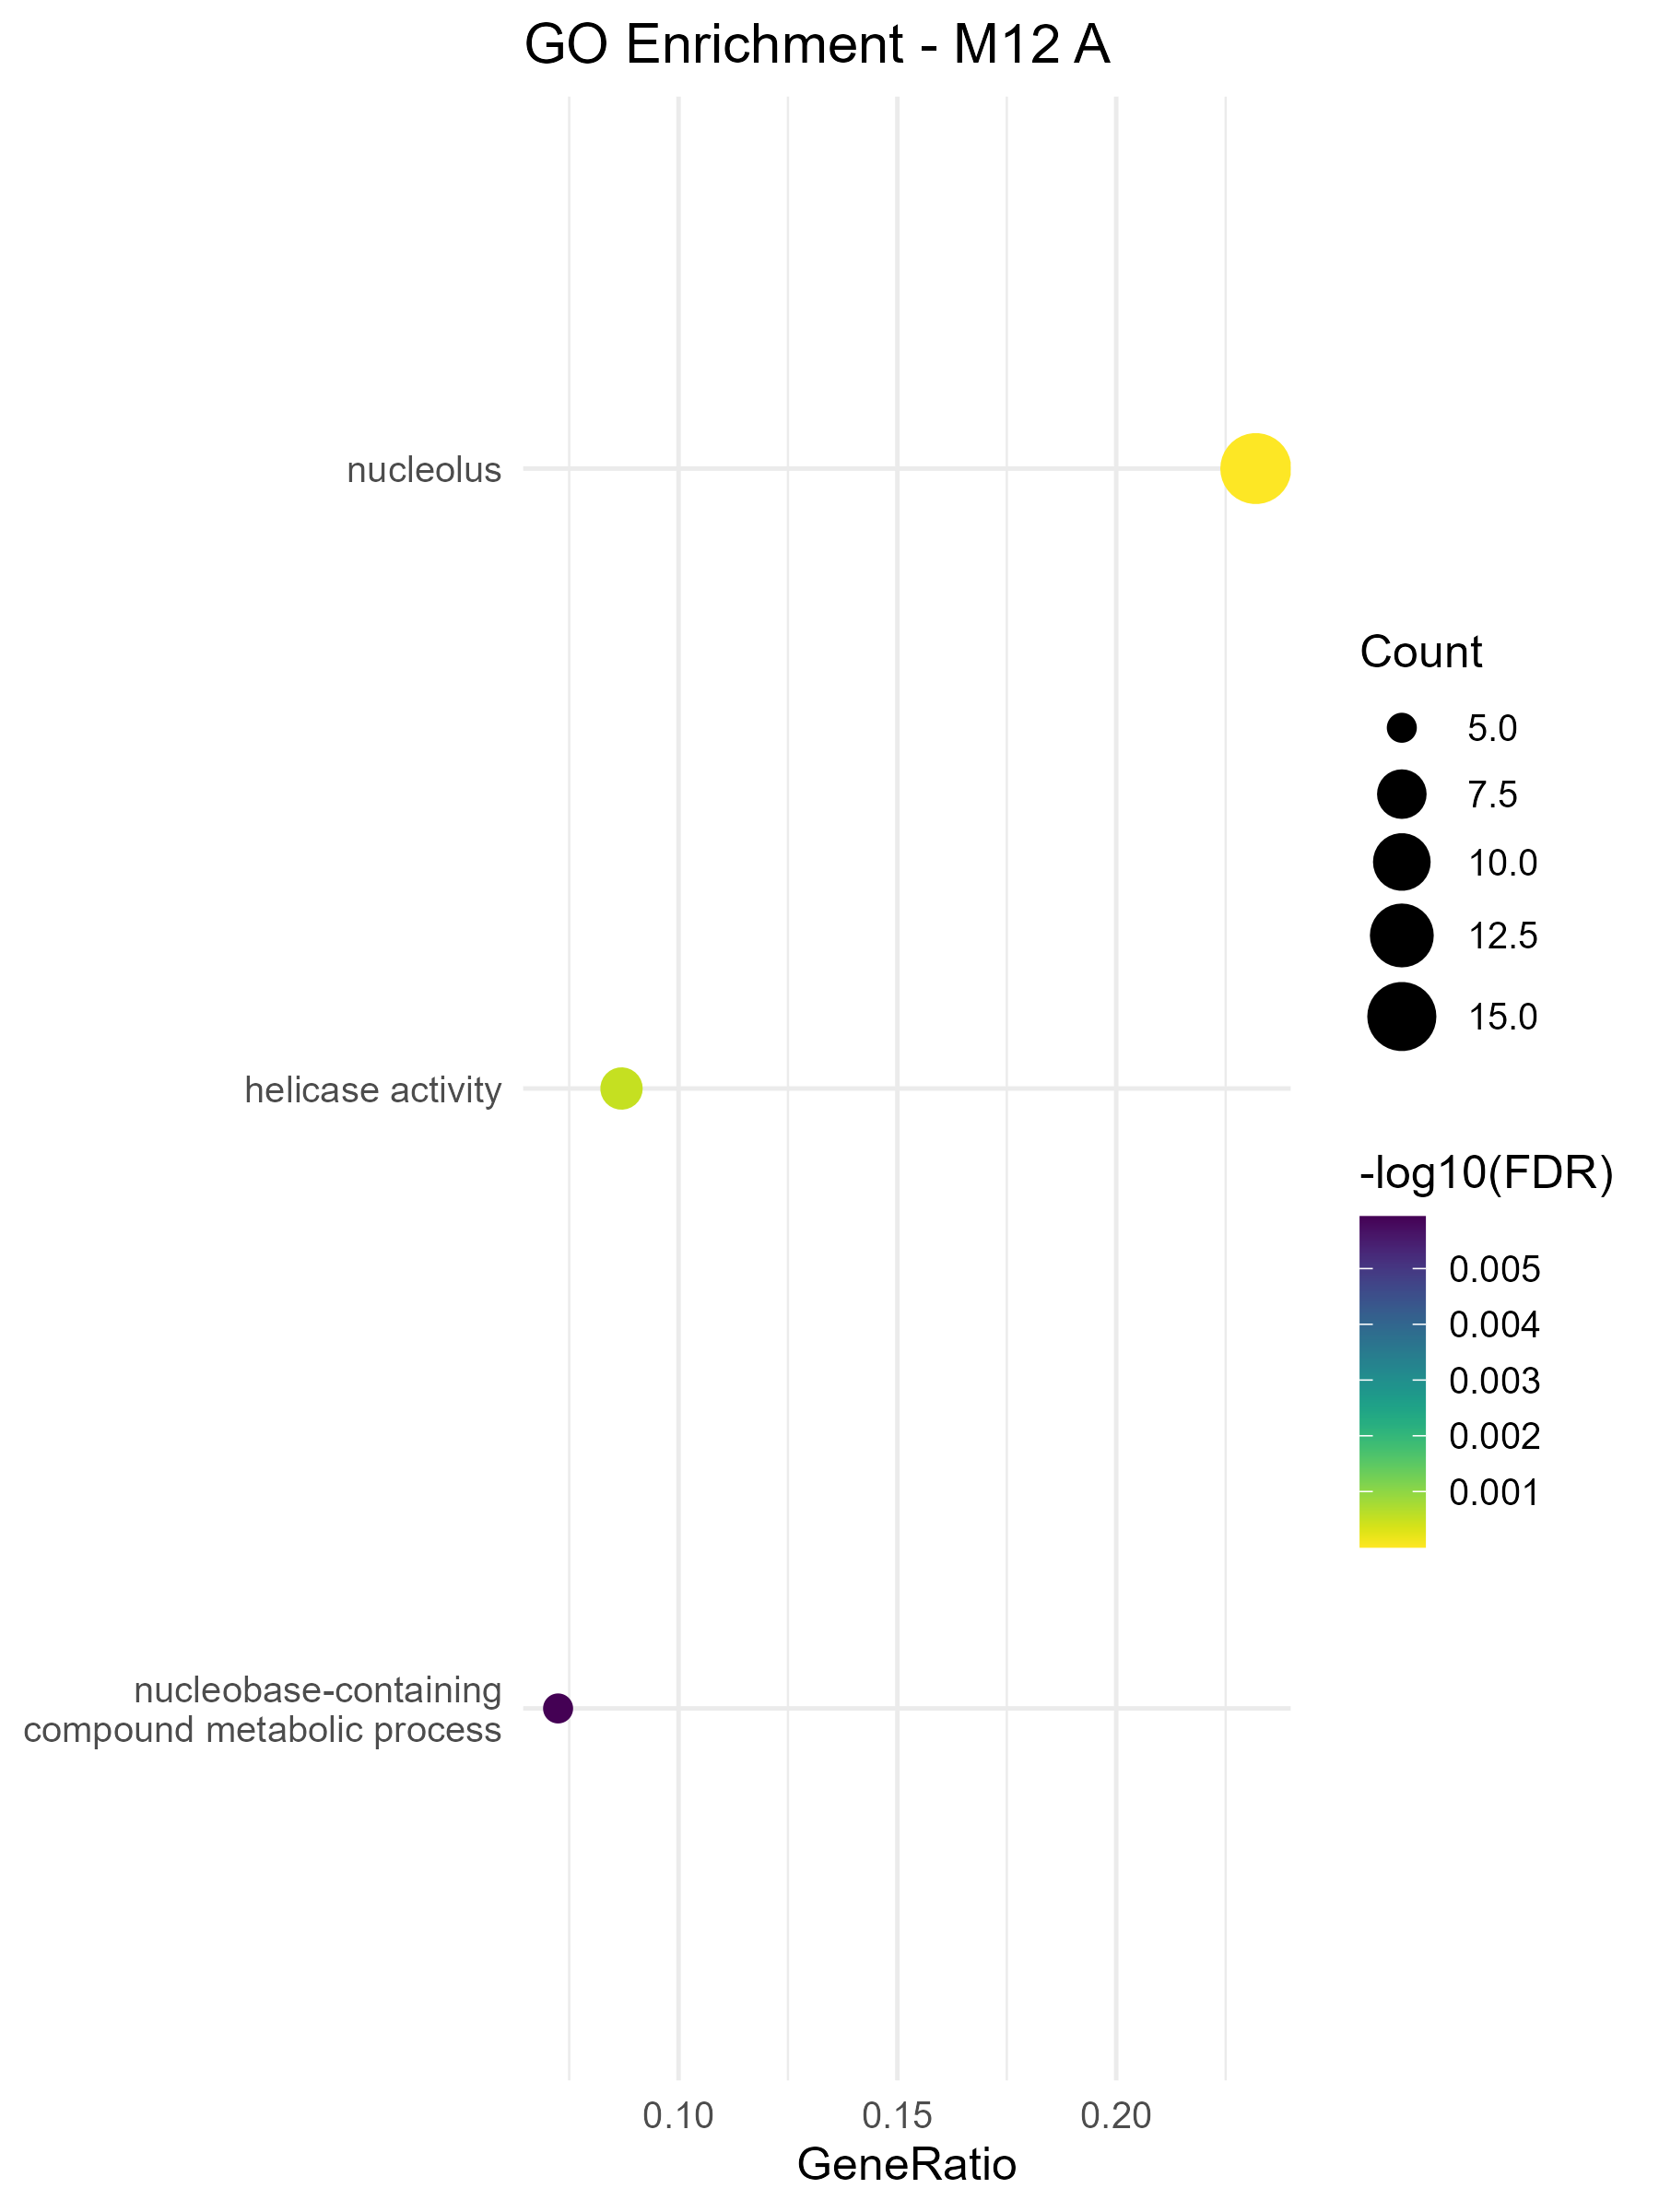 GO Enrichment - M12 A
nucleolus
helicase activity
nucleobase-containing
compound metabolic process
0.10
0.15
0.20
GeneRatio
Count
5.0
7.5
10.0
12.5
15.0
-log10(FDR)
0.005
0.004
0.003
0.002
0.001